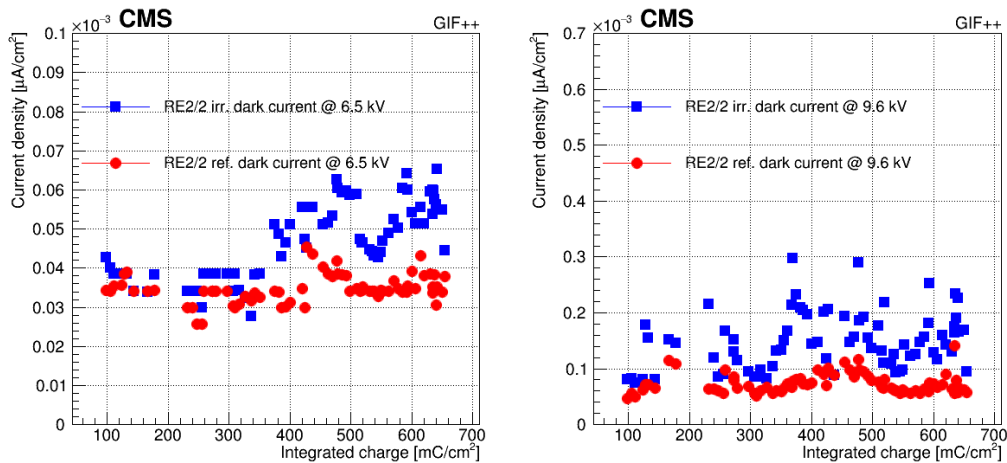 ×10⁻³ CMS GIF++
Current density [μA/cm²]
0.1
0.09
0.08
0.07
0.06
0.05
0.04
0.03
0.02
0.01
0
RE2/2 irr. dark current @ 6.5 kV
RE2/2 ref. dark current @ 6.5 kV
100 200 300 400 500 600 700
Integrated charge [mC/cm²]
×10⁻³ CMS GIF++
Current density [μA/cm²]
0.7
0.6
0.5
0.4
0.3
0.2
0.1
0
RE2/2 irr. dark current @ 9.6 kV
RE2/2 ref. dark current @ 9.6 kV
100 200 300 400 500 600 700
Integrated charge [mC/cm²]